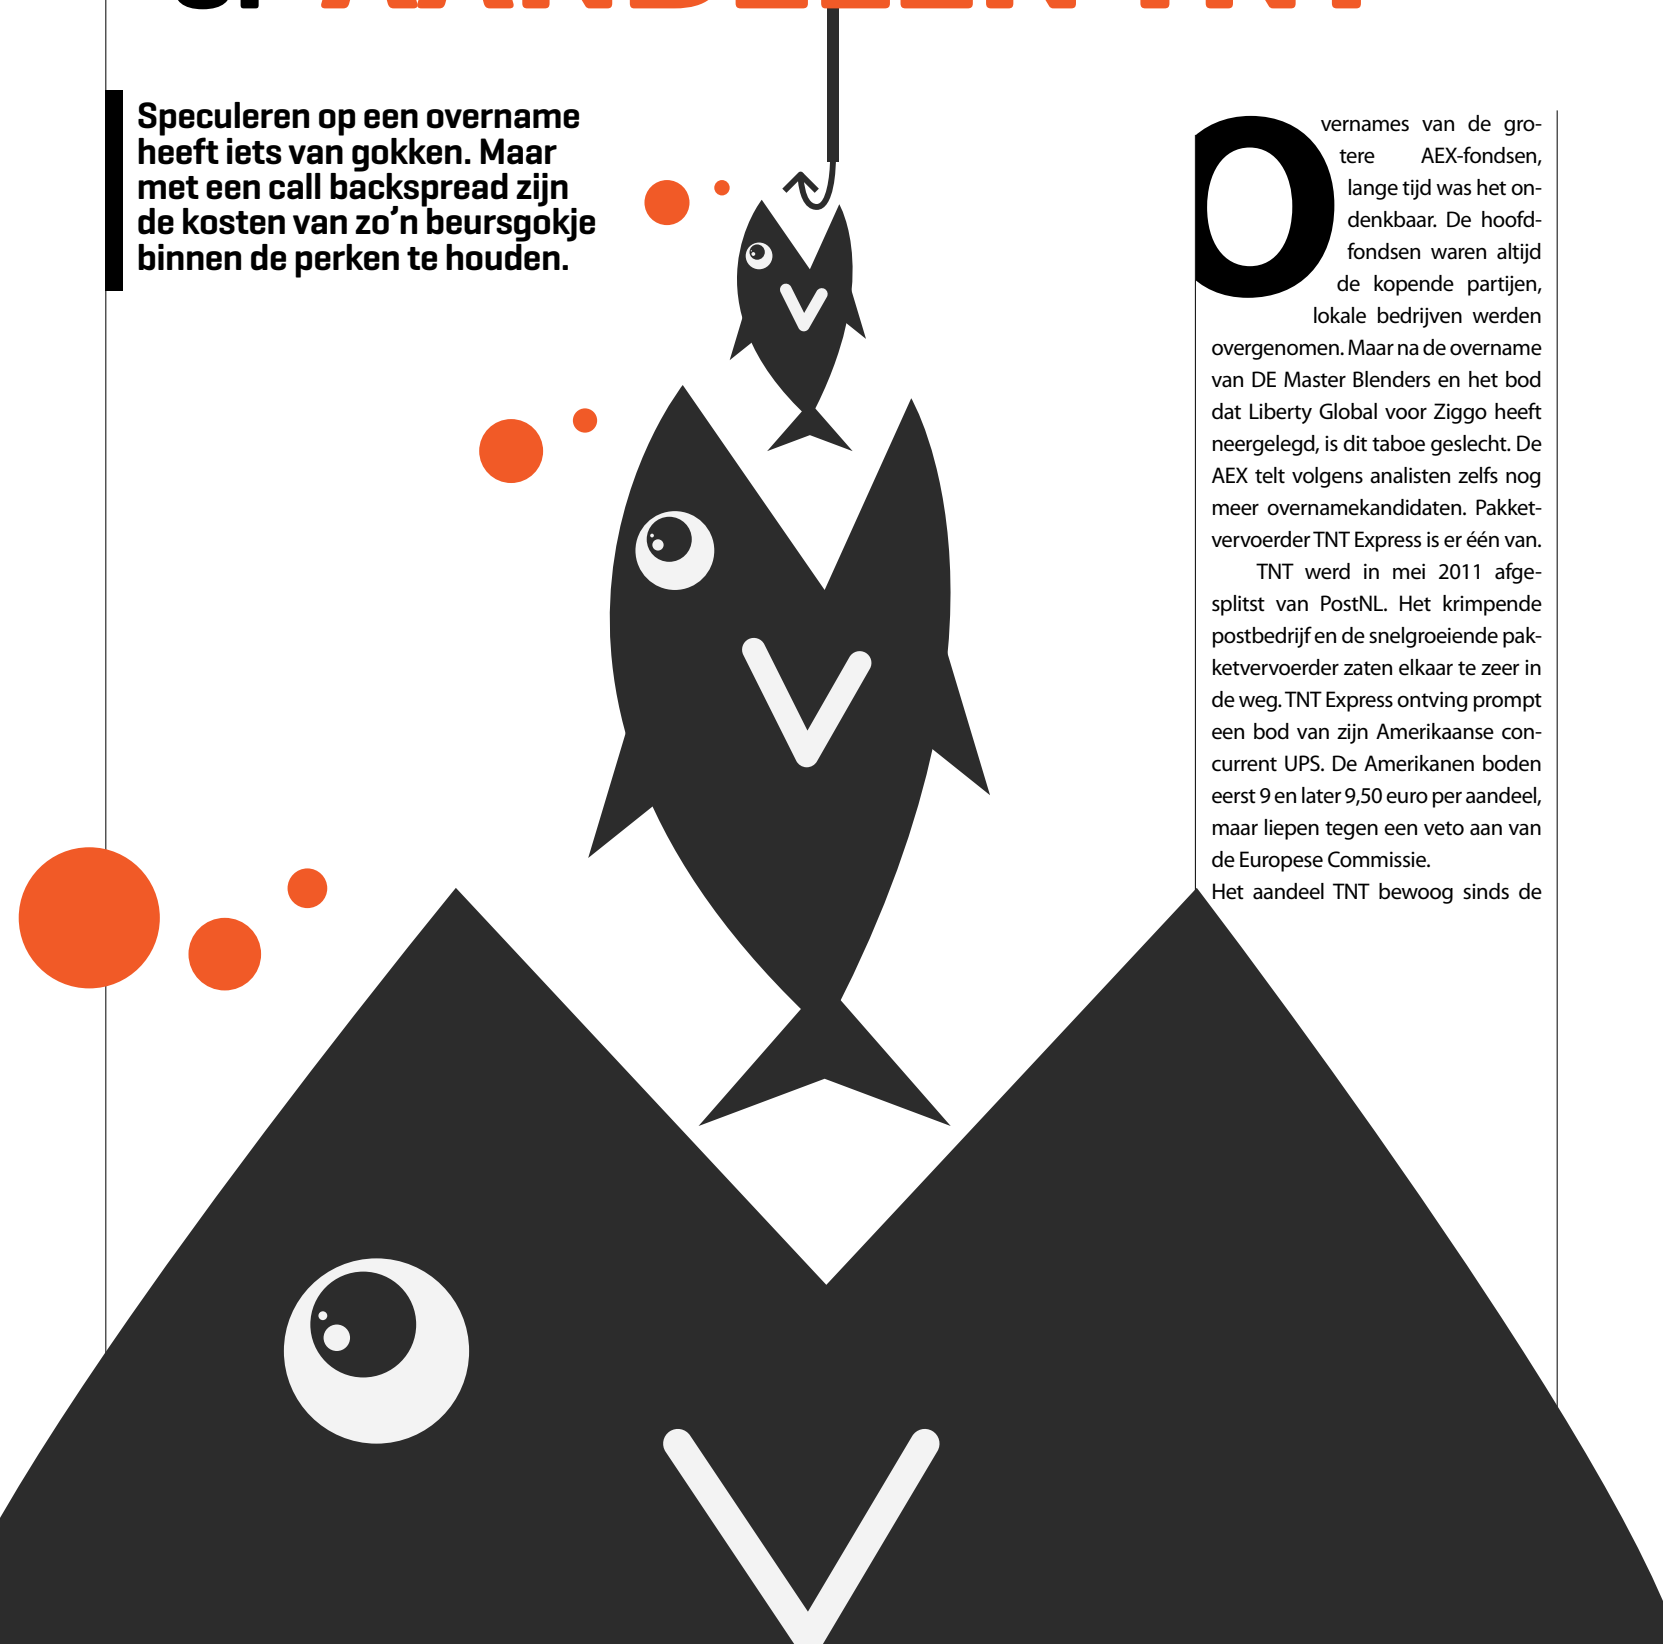 Speculeren op een overname
heeft iets van gokken. Maar
met een call backspread zijn
de kosten van zo'n beursgokje
binnen de perken te houden.
Overnames van de gro-
tere AEX-fondsen,
lange tijd was het on-
denkbaar. De hoofd-
fondsen waren altijd
de kopende partijen,
lokale bedrijven werden
overgenomen. Maar na de overname
van DE Master Blenders en het bod
dat Liberty Global voor Ziggo heeft
neergelegd, is dit taboe geslecht. De
AEX telt volgens analisten zelfs nog
meer overnamekandidaten. Pakket-
vervoerder TNT Express is er één van.
TNT werd in mei 2011 afge-
splitst van PostNL. Het krimpende
postbedrijf en de snelgroeiende pak-
ketvervoerder zaten elkaar te zeer in
de weg. TNT Express ontving prompt
een bod van zijn Amerikaanse con-
current UPS. De Amerikanen boden
eerst 9 en later 9,50 euro per aandeel,
maar liepen tegen een veto aan van
de Europese Commissie.
Het aandeel TNT bewoog sinds de